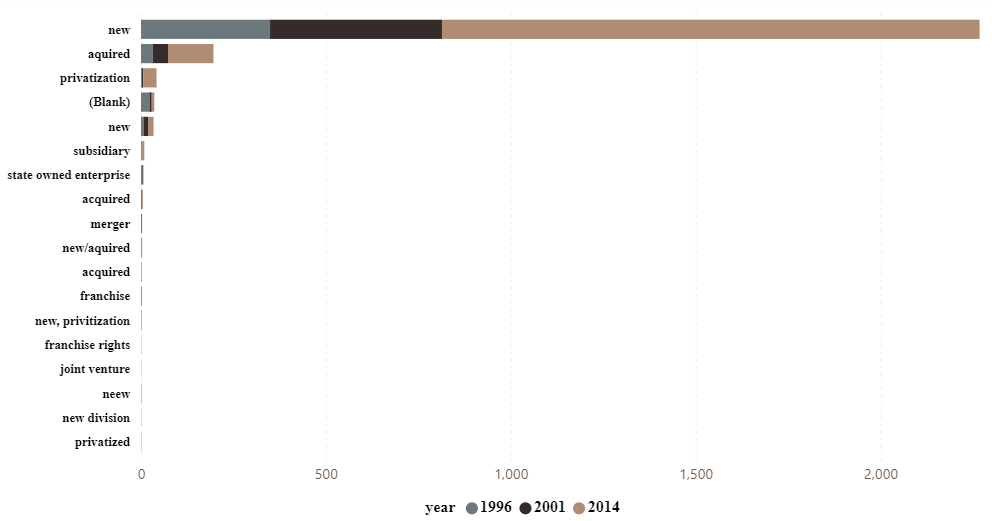 new
aquired
privatization
(Blank)
new
subsidiary
state owned enterprise
acquired
merger
new/aquired
acquired
franchise
new, privitization
franchise rights
joint venture
neew
new division
privatized
0 500 1,000 1,500 2,000
year 1996 2001 2014